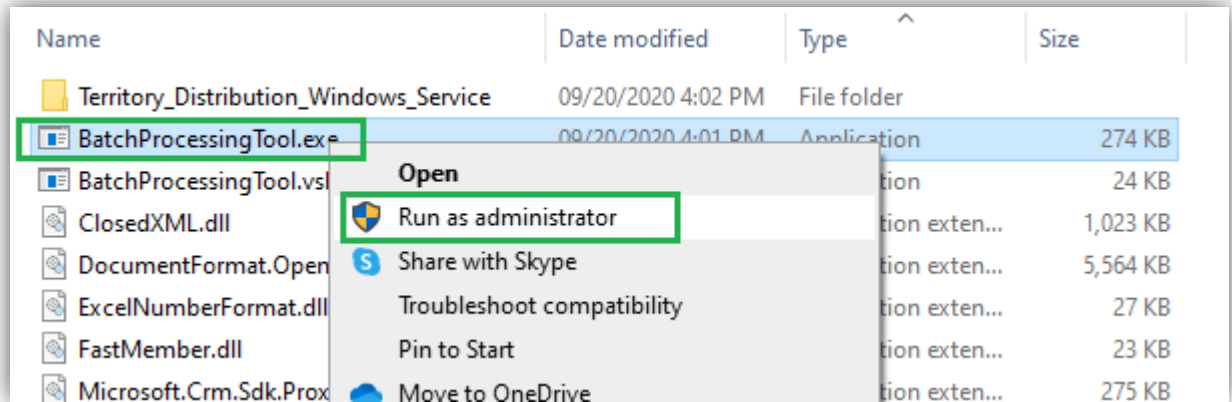 Name Date modified Type Size
Territory_Distribution_Windows_Service 09/20/2020 4:02 PM File folder
BatchProcessingTool.exe 09/20/2020 4:01 PM Application 274 KB
Open
BatchProcessingTool.vsl tion 24 KB
Run as administrator
ClosedXML.dll tion exten... 1,023 KB
Share with Skype
DocumentFormat.Open tion exten... 5,564 KB
Troubleshoot compatibility
ExcelNumberFormat.dll tion exten... 27 KB
Pin to Start
FastMember.dll tion exten... 23 KB
Move to OneDrive
Microsoft.Crm.Sdk.Prox tion exten... 275 KB